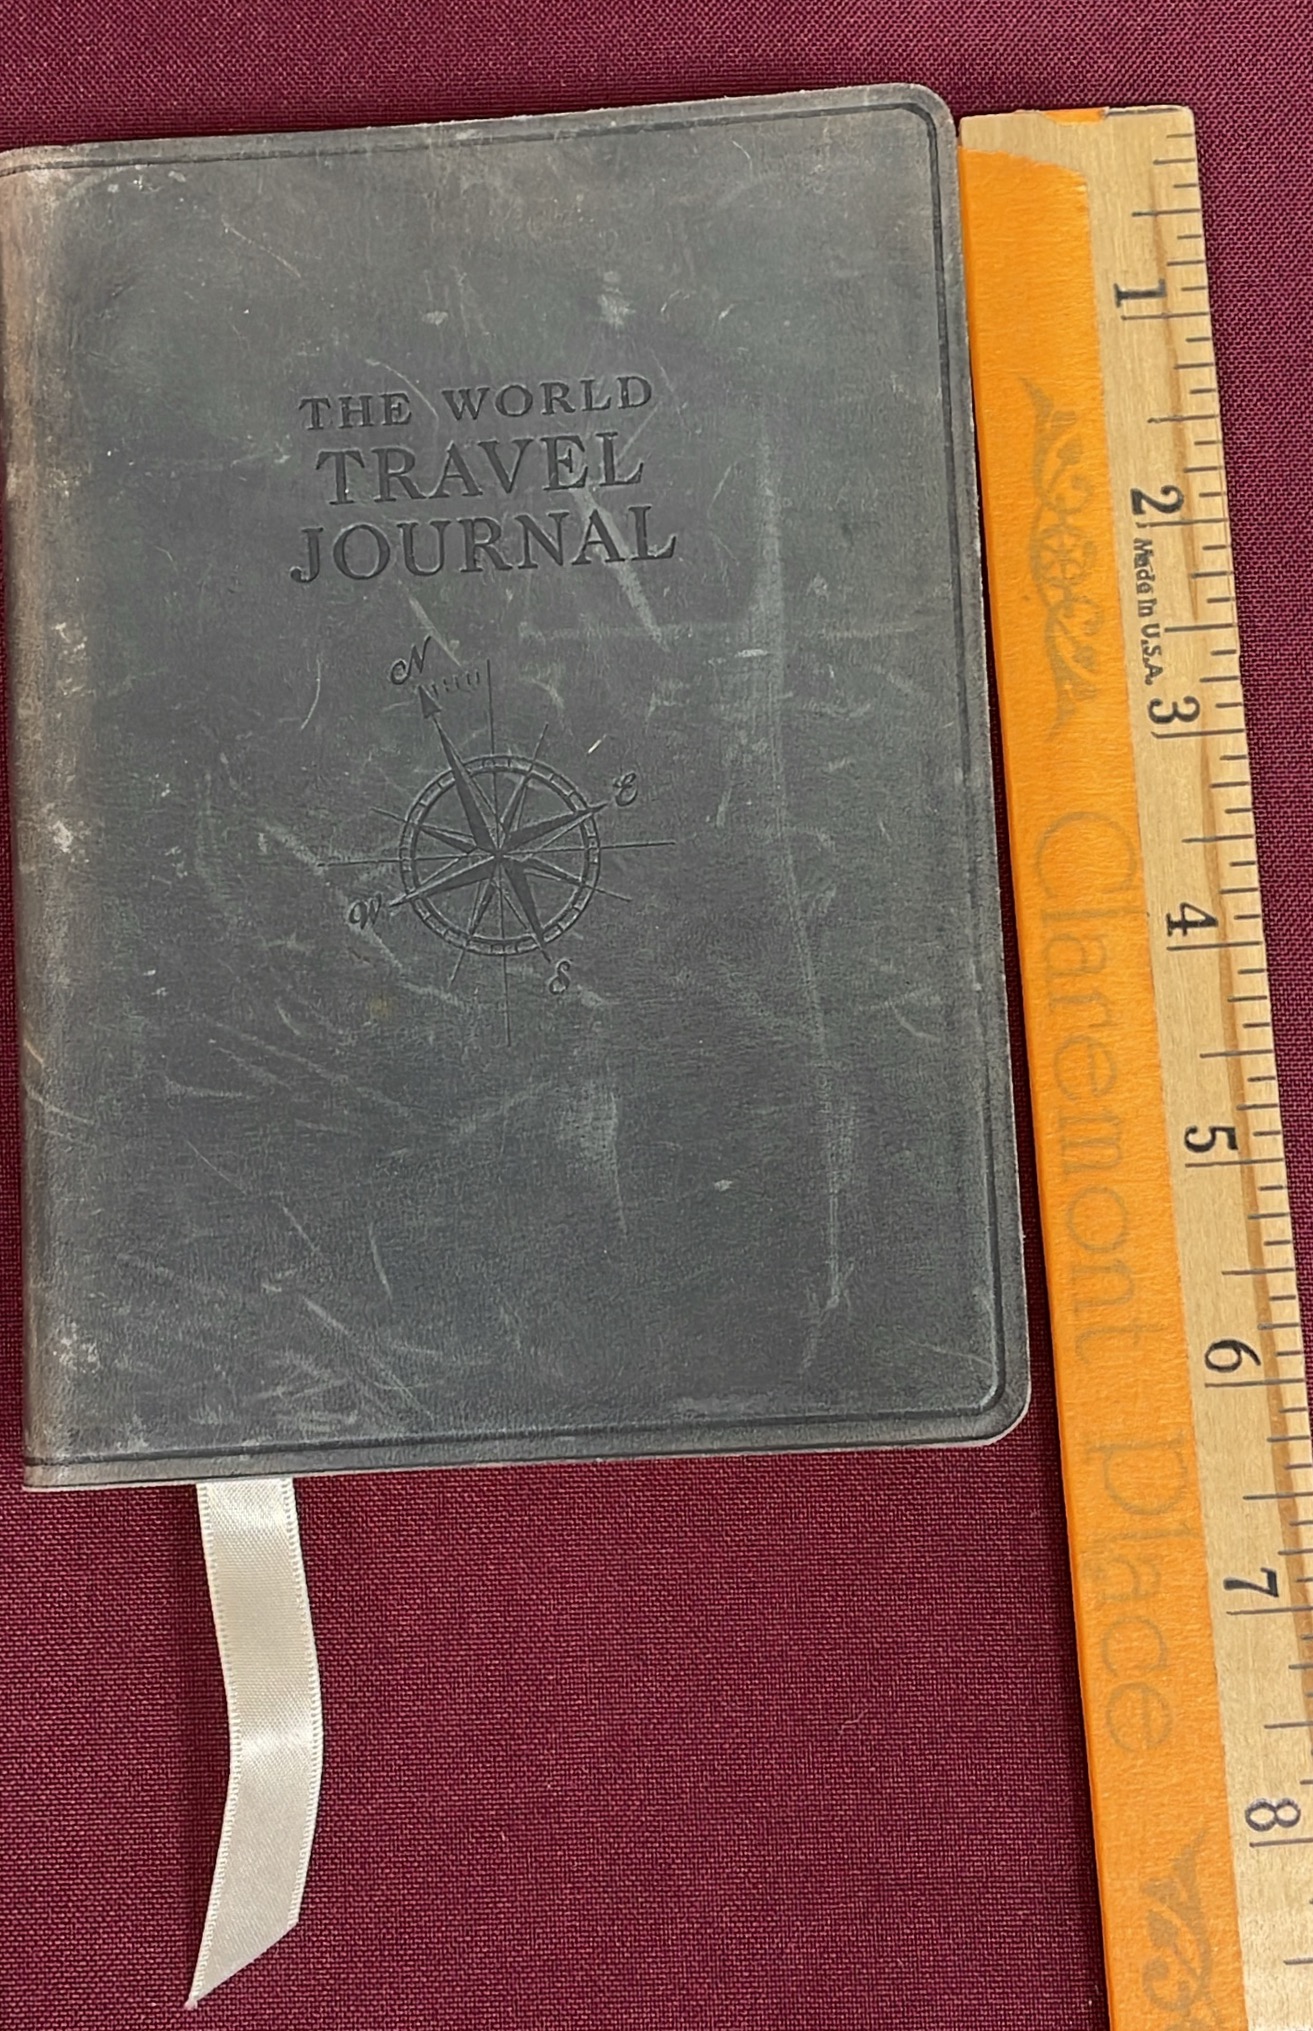 THE WORLD
TRAVEL
JOURNAL
N
E
W
S
1
2
Made in U.S.A.
3
4
5
6
7
8
Claremont Place